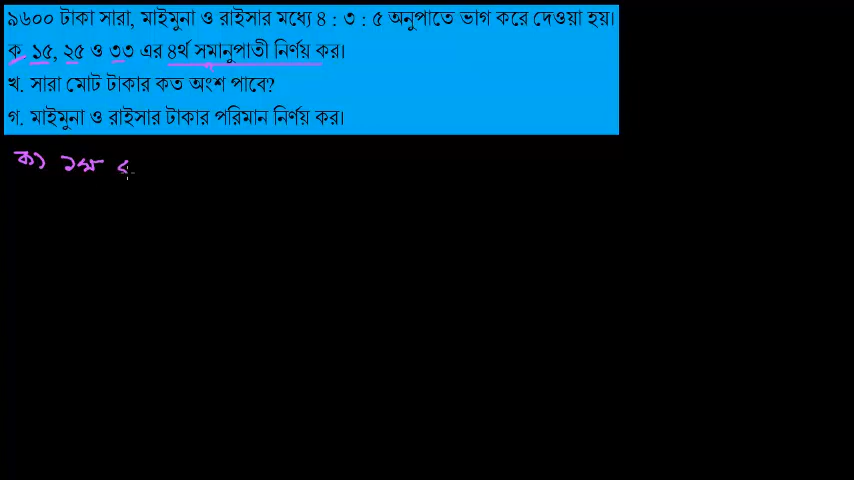 ৯৬০০ টাকা সারা, মাইমুনা ও রাইসার মধ্যে ৪ : ৩ : ৫ অনুপাতে ভাগ করে দেওয়া হয়।
ক. ১৫, ২৫ ও ৩৩ এর ৪র্থ সমানুপাতী নির্ণয় কর।
খ. সারা মোট টাকার কত অংশ পাবে?
গ. মাইমুনা ও রাইসার টাকার পরিমান নির্ণয় কর।
ক) ১ম